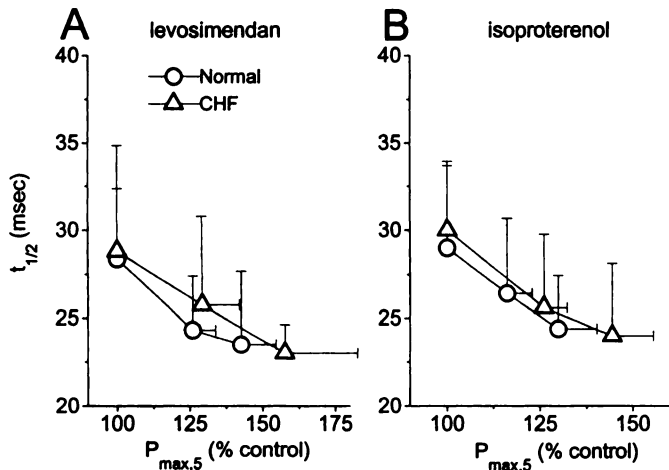 A levosimendan
B isoproterenol
Normal
CHF
40
35
30
25
20
t1/2 (msec)
100 125 150 175
Pmax,5 (% control)
40
35
30
25
20
100 125 150
Pmax,5 (% control)